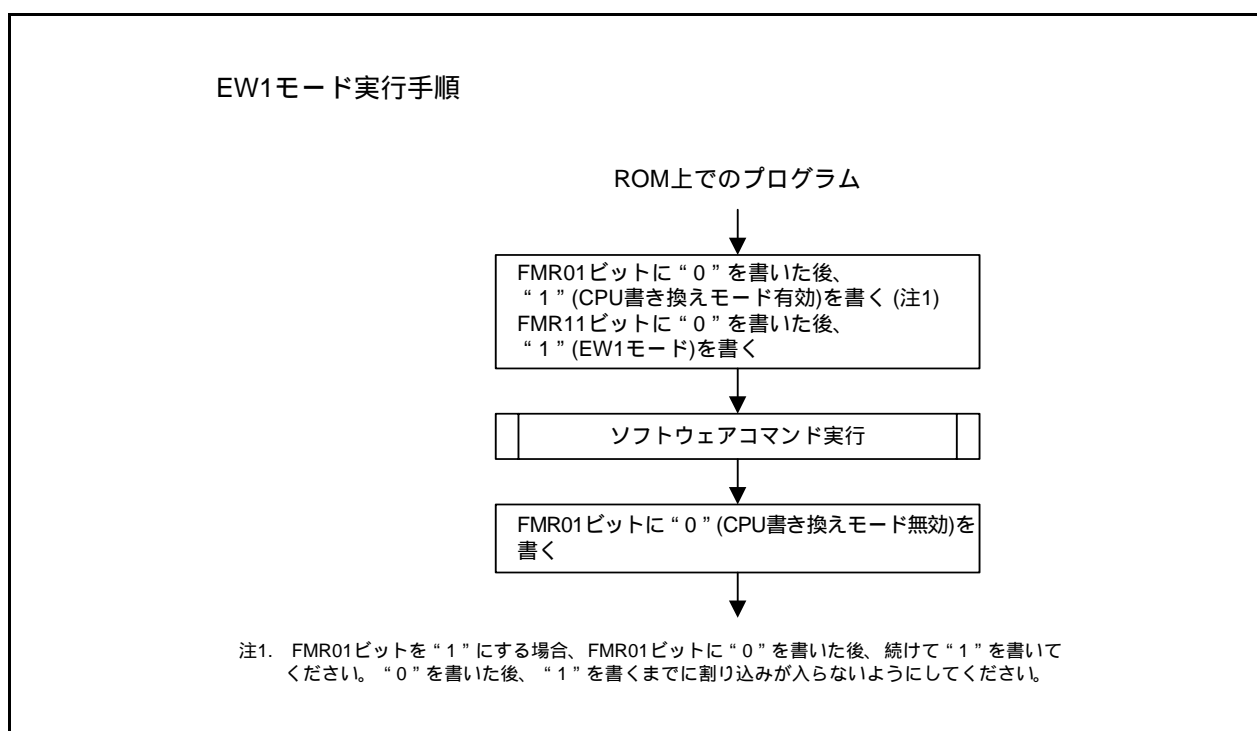 EW1モード実行手順
ROM上でのプログラム
FMR01ビットに“0”を書いた後、
“1”(CPU書き換えモード有効)を書く (注1)
FMR11ビットに“0”を書いた後、
“1”(EW1モード)を書く
ソフトウェアコマンド実行
FMR01ビットに“0”(CPU書き換えモード無効)を
書く
注1. FMR01ビットを“1”にする場合、FMR01ビットに“0”を書いた後、続けて“1”を書いて
ください。“0”を書いた後、“1”を書くまでに割り込みが入らないようにしてください。